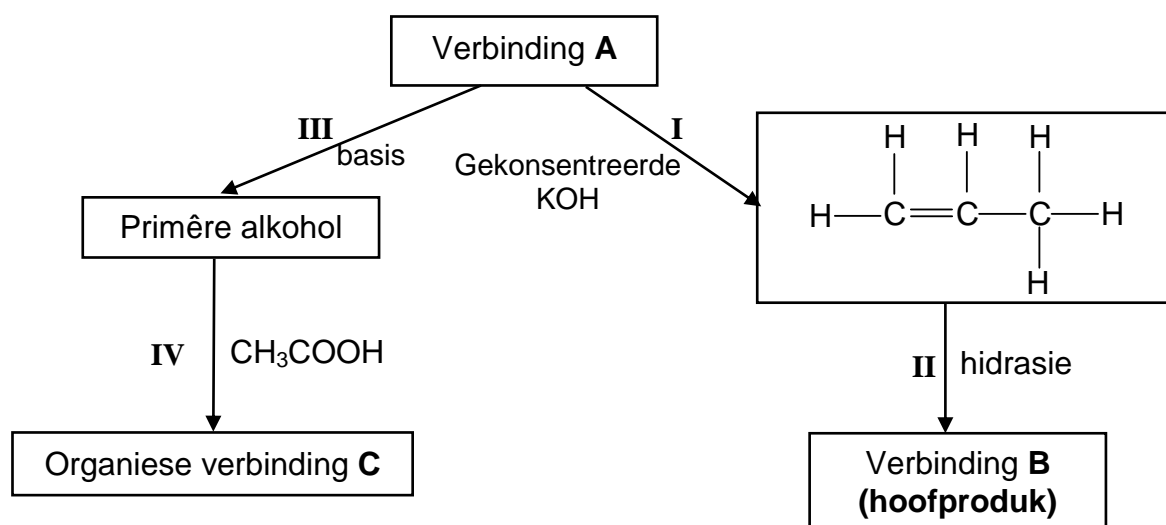 Verbinding A
III
basis
I
Gekonsentreerde
KOH
Primêre alkohol
H H H
H C C C H
H
IV
CH₃COOH
II
hidrasie
Organiese verbinding C
Verbinding B
(hoofproduk)